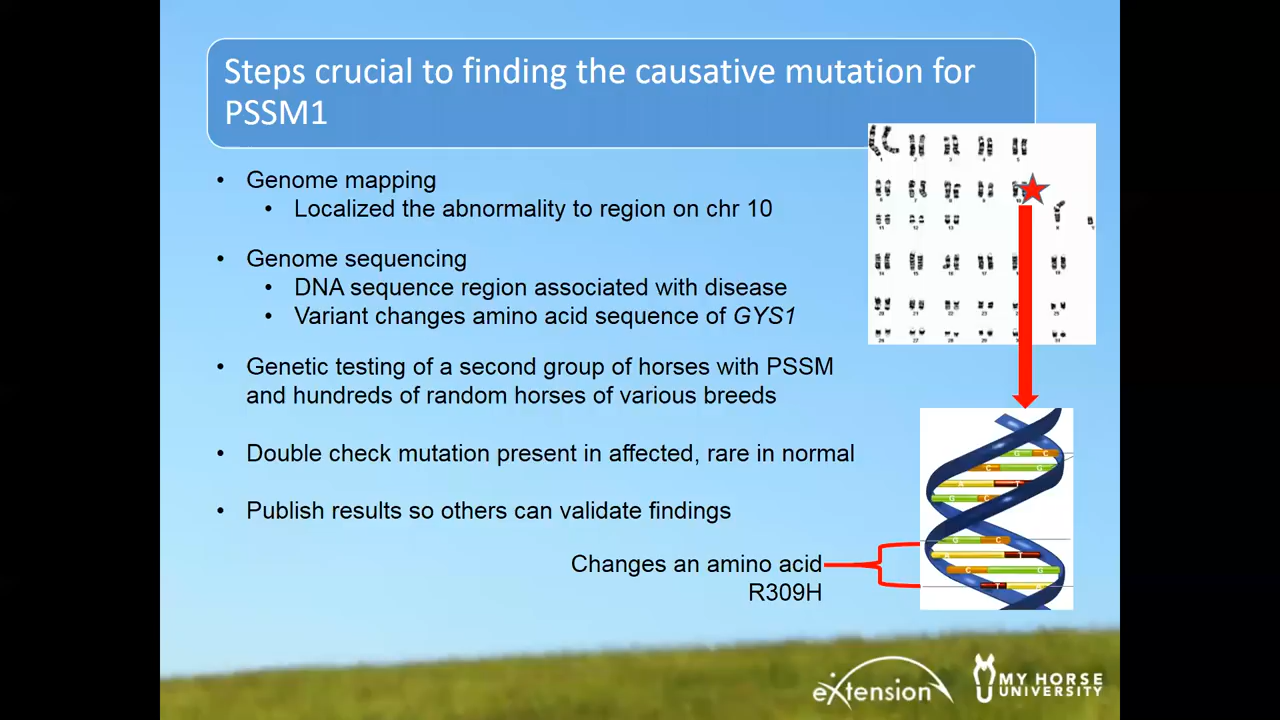 Steps crucial to finding the causative mutation for
PSSM1
• Genome mapping
• Localized the abnormality to region on chr 10
• Genome sequencing
• DNA sequence region associated with disease
• Variant changes amino acid sequence of GYS1
• Genetic testing of a second group of horses with PSSM
and hundreds of random horses of various breeds
• Double check mutation present in affected, rare in normal
• Publish results so others can validate findings
Changes an amino acid
R309H
eXtension
MY HORSE
UNIVERSITY